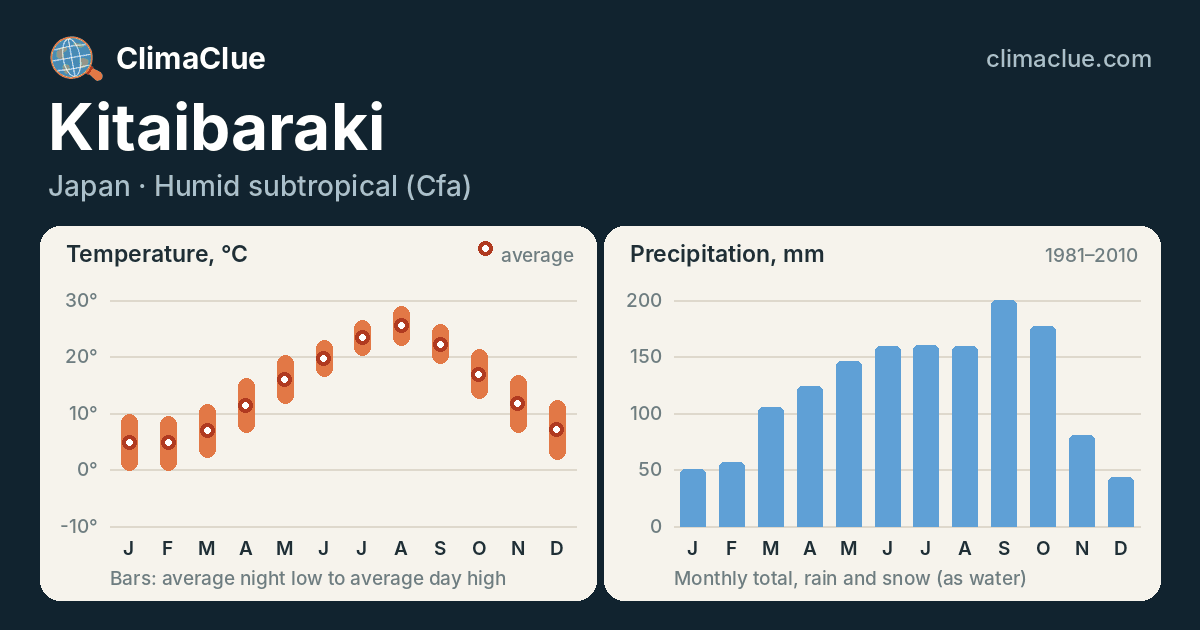 ClimaClue
climaclue.com
Kitaibaraki
Japan · Humid subtropical (Cfa)
Temperature, °C
average
30°
20°
10°
0°
-10°
J F M A M J J A S O N D
Bars: average night low to average day high
Precipitation, mm
1981–2010
200
150
100
50
0
J F M A M J J A S O N D
Monthly total, rain and snow (as water)